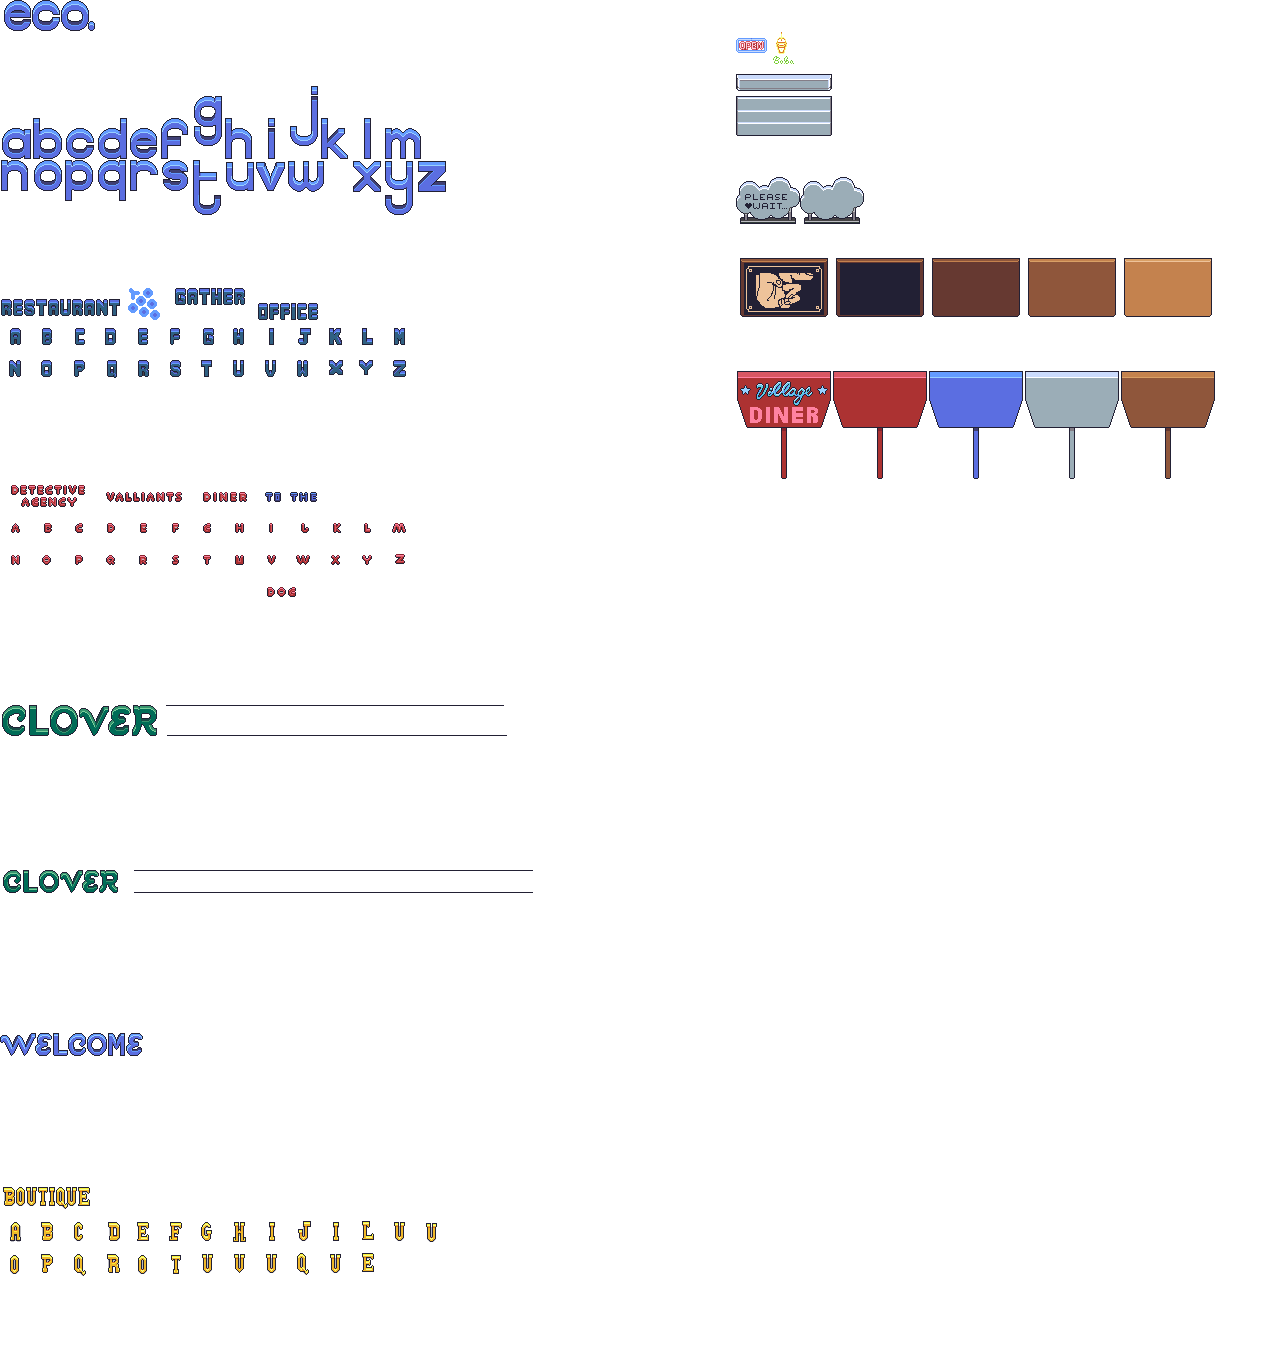 eco.
abcdefghijklm
nopqrstuvwxyz
RESTAURANT
GATHER
OFFICE
A B C D E F G H I J K L M
N O P Q R S T U V W X Y Z
DETECTIVE
AGENCY
VALLIANTS
DINER
TO THE
A B C D E F G H I J K L M
N O P Q R S T U V W X Y Z
DOG
CLOVER
CLOVER
WELCOME
BOUTIQUE
A B C D E F G H I J I L U U
O P Q R O T U V U Q U E
OPEN
Boba
PLEASE
WAIT...
Village
DINER